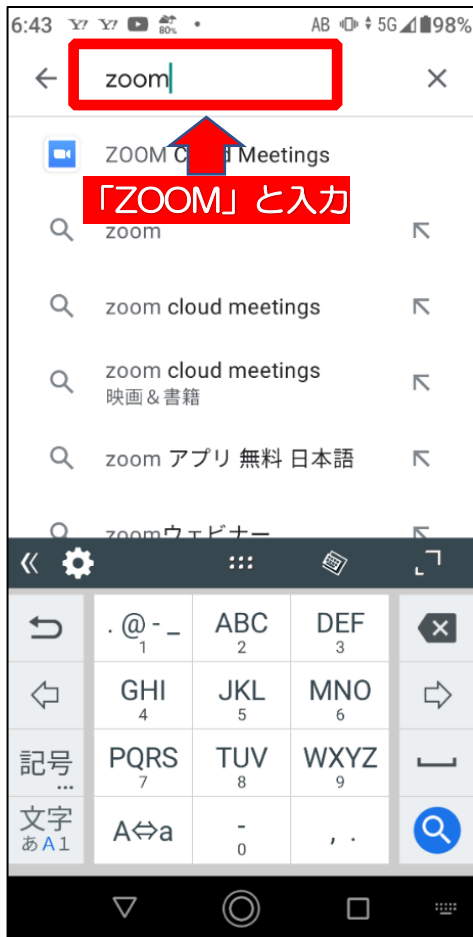 6:43 Y! Y! 80% • AB 5G 98%
zoom
ZOOM Cloud Meetings
「ZOOM」と入力
zoom
zoom cloud meetings
zoom cloud meetings
映画&書籍
zoom アプリ 無料 日本語
zoomウェビナー
. @ - _ ABC DEF
1 2 3
GHI JKL MNO
4 5 6
記号 PQRS TUV WXYZ
... 7 8 9
文字 A⇔a - , .
あA1 0